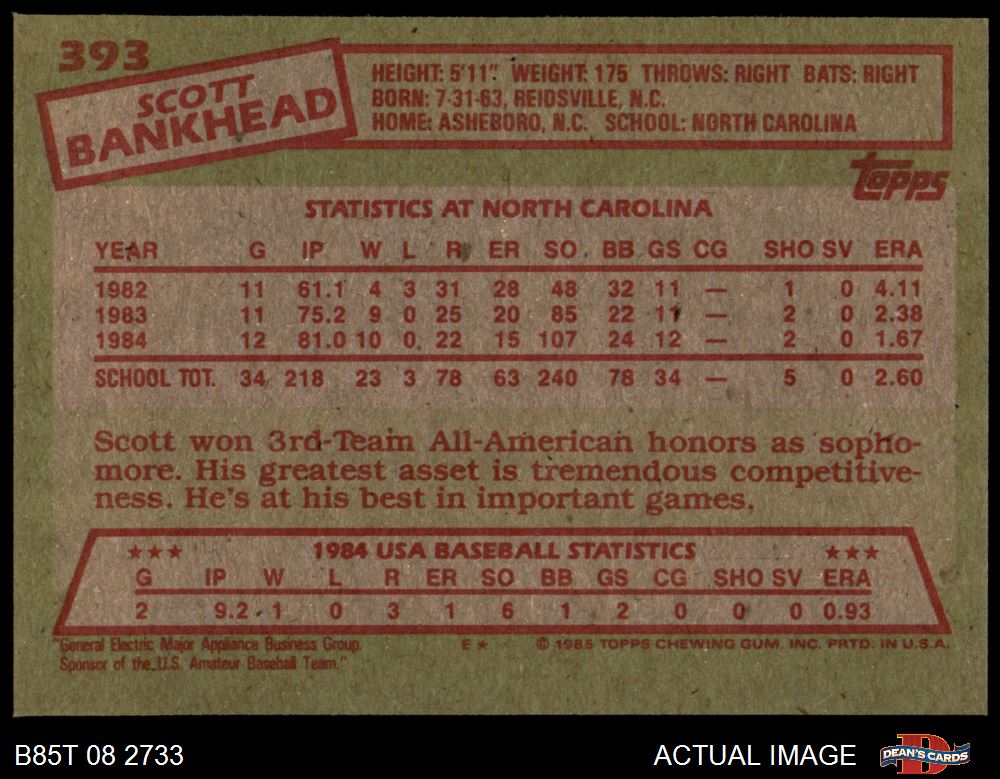 393
SCOTT
BANKHEAD
HEIGHT: 5'11" WEIGHT: 175 THROWS: RIGHT BATS: RIGHT
BORN: 7-31-63, REIDSVILLE, N.C.
HOME: ASHEBORO, N.C. SCHOOL: NORTH CAROLINA
topps
STATISTICS AT NORTH CAROLINA
YEAR G IP W L R ER SO BB GS CG SHO SV ERA
1982 11 61.1 4 3 31 28 48 32 11 — 1 0 4.11
1983 11 75.2 9 0 25 20 85 22 11 — 2 0 2.38
1984 12 81.0 10 0 22 15 107 24 12 — 2 0 1.67
SCHOOL TOT. 34 218 23 3 78 63 240 78 34 — 5 0 2.60
Scott won 3rd-Team All-American honors as sopho-
more. His greatest asset is tremendous competitive-
ness. He's at his best in important games.
★★★ 1984 USA BASEBALL STATISTICS ★★★
G IP W L R ER SO BB GS CG SHO SV ERA
2 9.2 1 0 3 1 6 1 2 0 0 0 0.93
"General Electric Major Appliance Business Group, E★ © 1985 TOPPS CHEWING GUM, INC. PRTD. IN U.S.A.
Sponsor of the U.S. Amateur Baseball Team."
B85T 08 2733 ACTUAL IMAGE DEAN'S CARDS